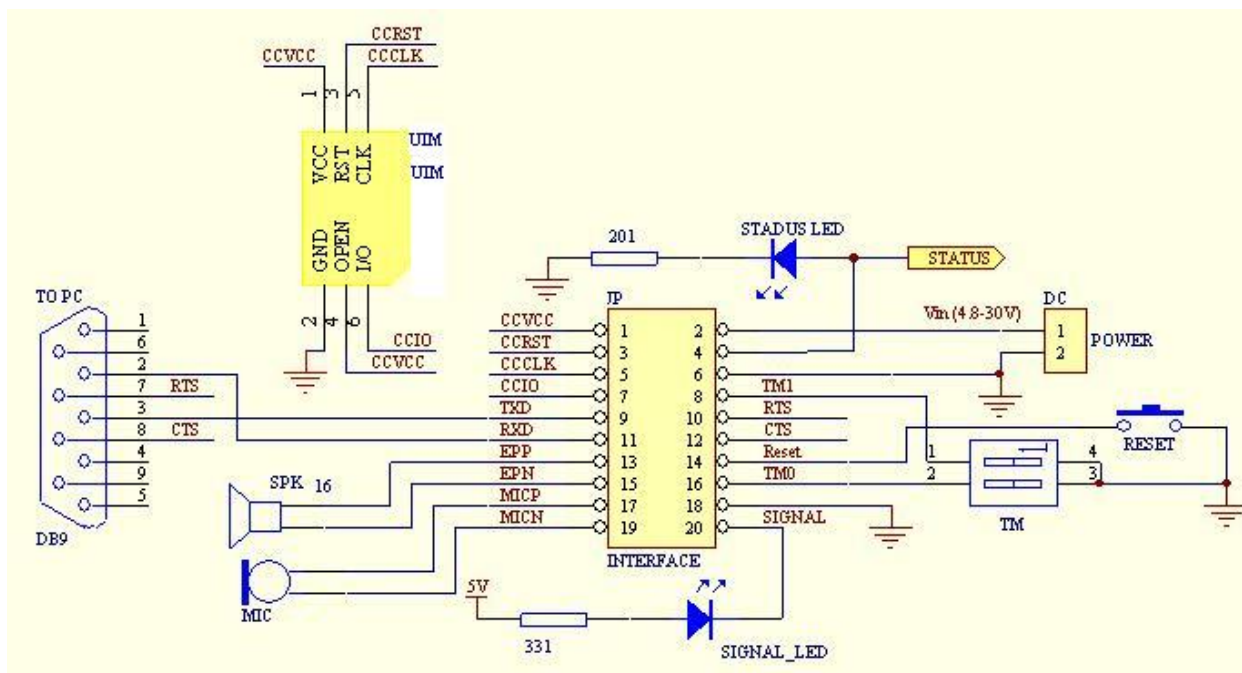 CCRST
CCVCC
CCCLK
1
3
5
UIM
UIM
VCC
RST
CLK
GND
OPEN
I/O
2
4
6
CCIO
CCVCC
201
STADUS LED
STATUS
TO PC
1
6
2
7 RTS
3
8 CTS
4
9
5
DB9
JP
CCVCC 1 2
CCRST 3 4
CCCLK 5 6
CCIO 7 8 TM1
TXD 9 10 RTS
RXD 11 12 CTS
EPP 13 14 Reset
EPN 15 16 TM0
MICP 17 18
MICN 19 20 SIGNAL
INTERFACE
Vin (4.8-30V)
DC
1
2
POWER
RESET
1 4
2 3
1
TM
SPK 16
MIC
5V
331
SIGNAL_LED